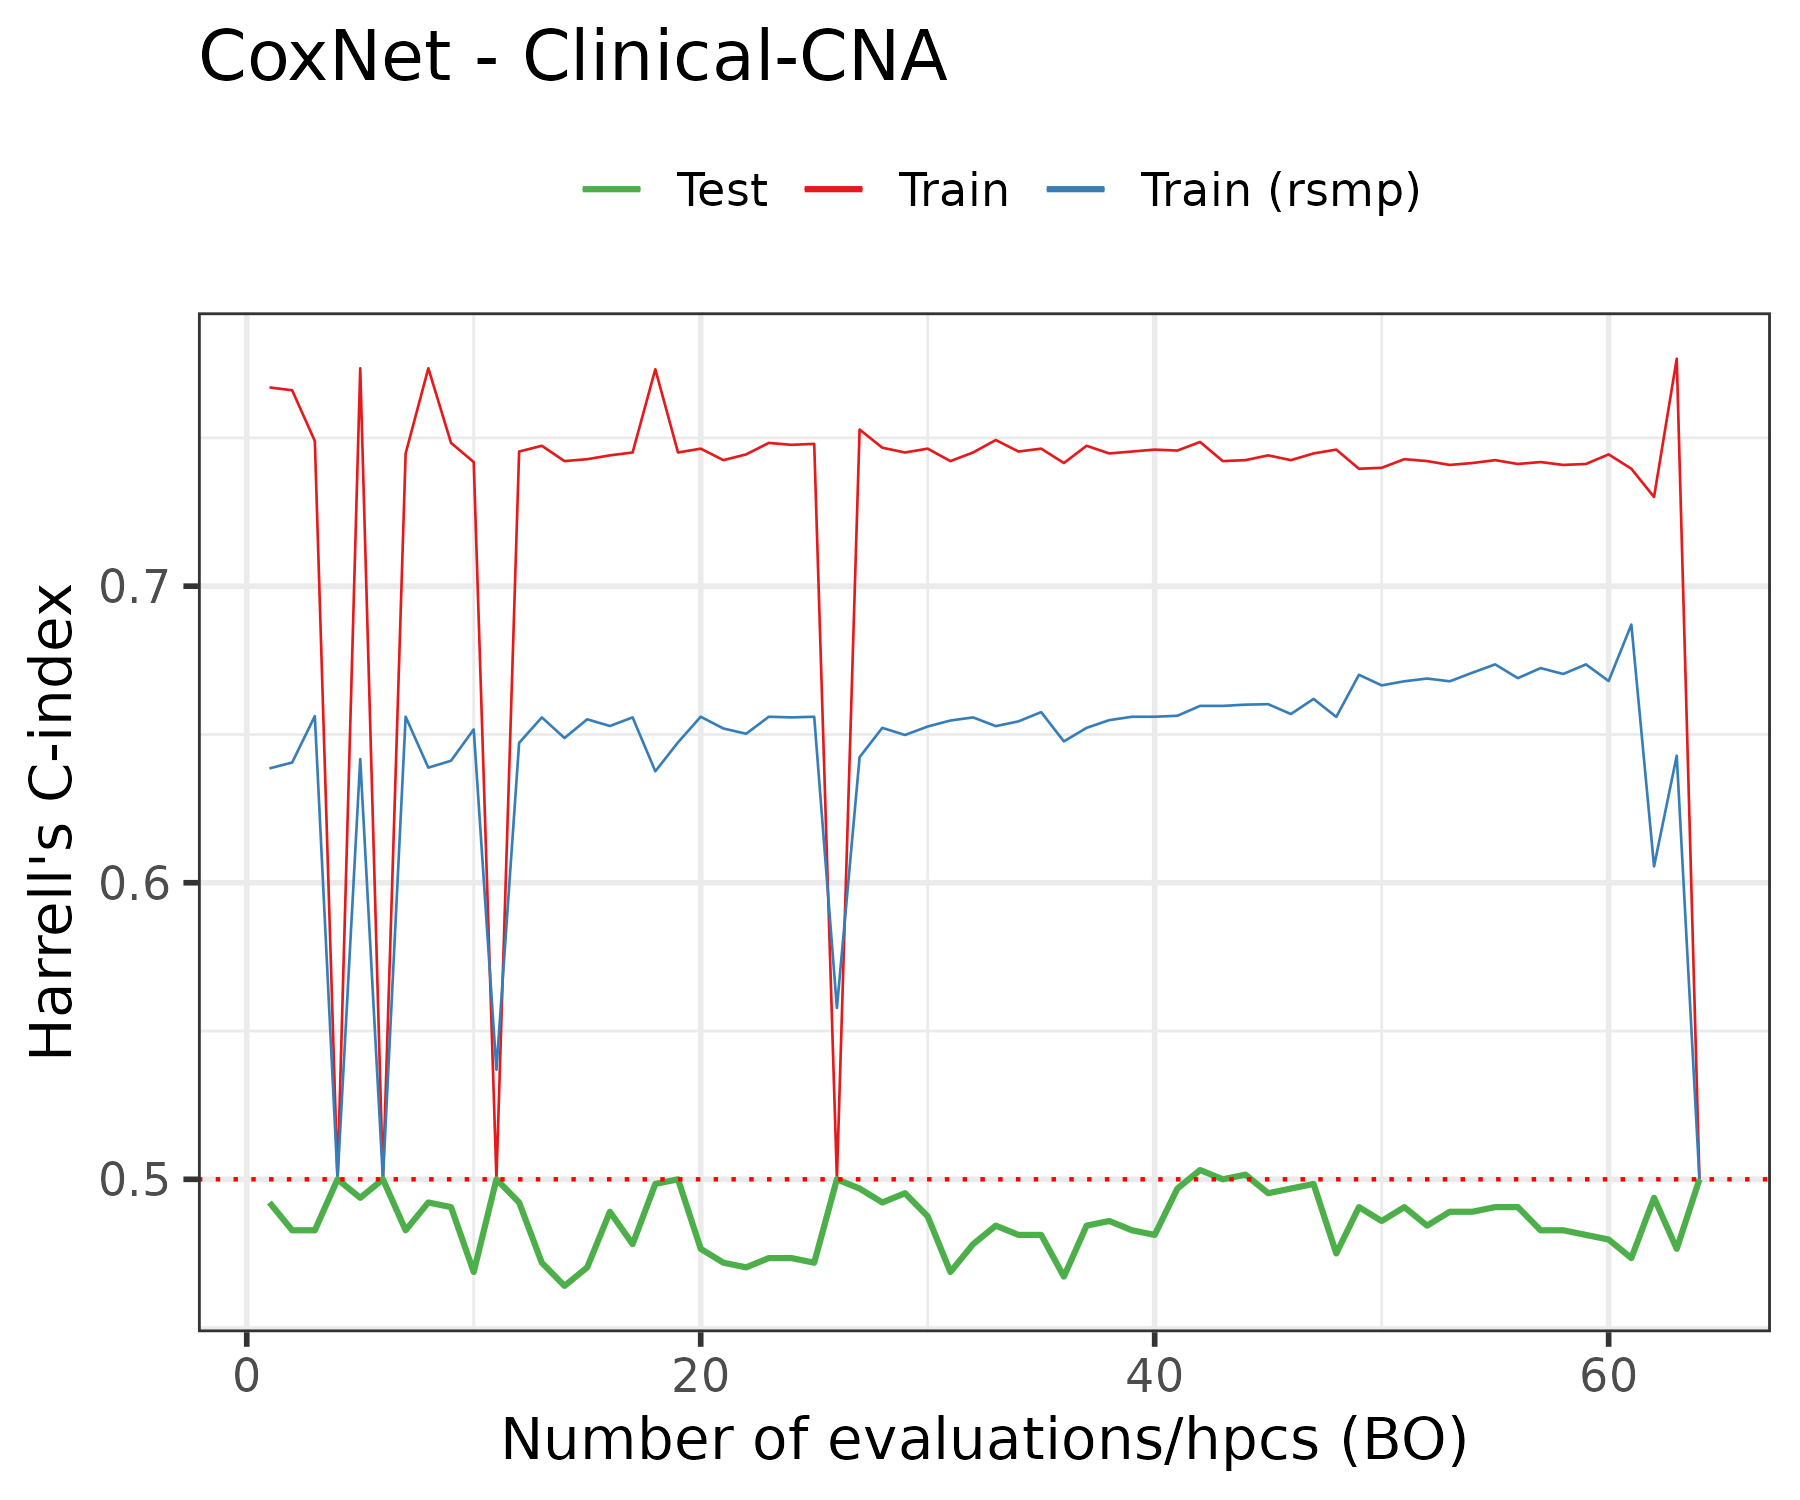 CoxNet - Clinical-CNA
Test Train Train (rsmp)
Harrell's C-index
0.7
0.6
0.5
0 20 40 60
Number of evaluations/hpcs (BO)